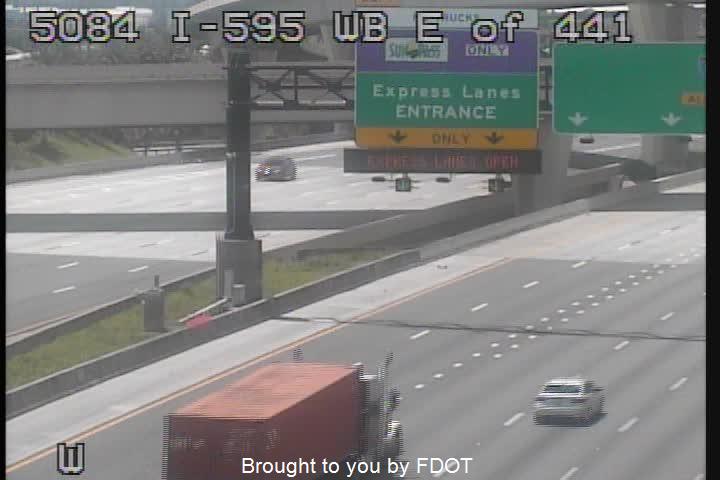 5084 I-595 WB E of 441
SUNPASS ONLY
Express Lanes
ENTRANCE
ONLY
EXPRESS LANES OPEN
W
Brought to you by FDOT